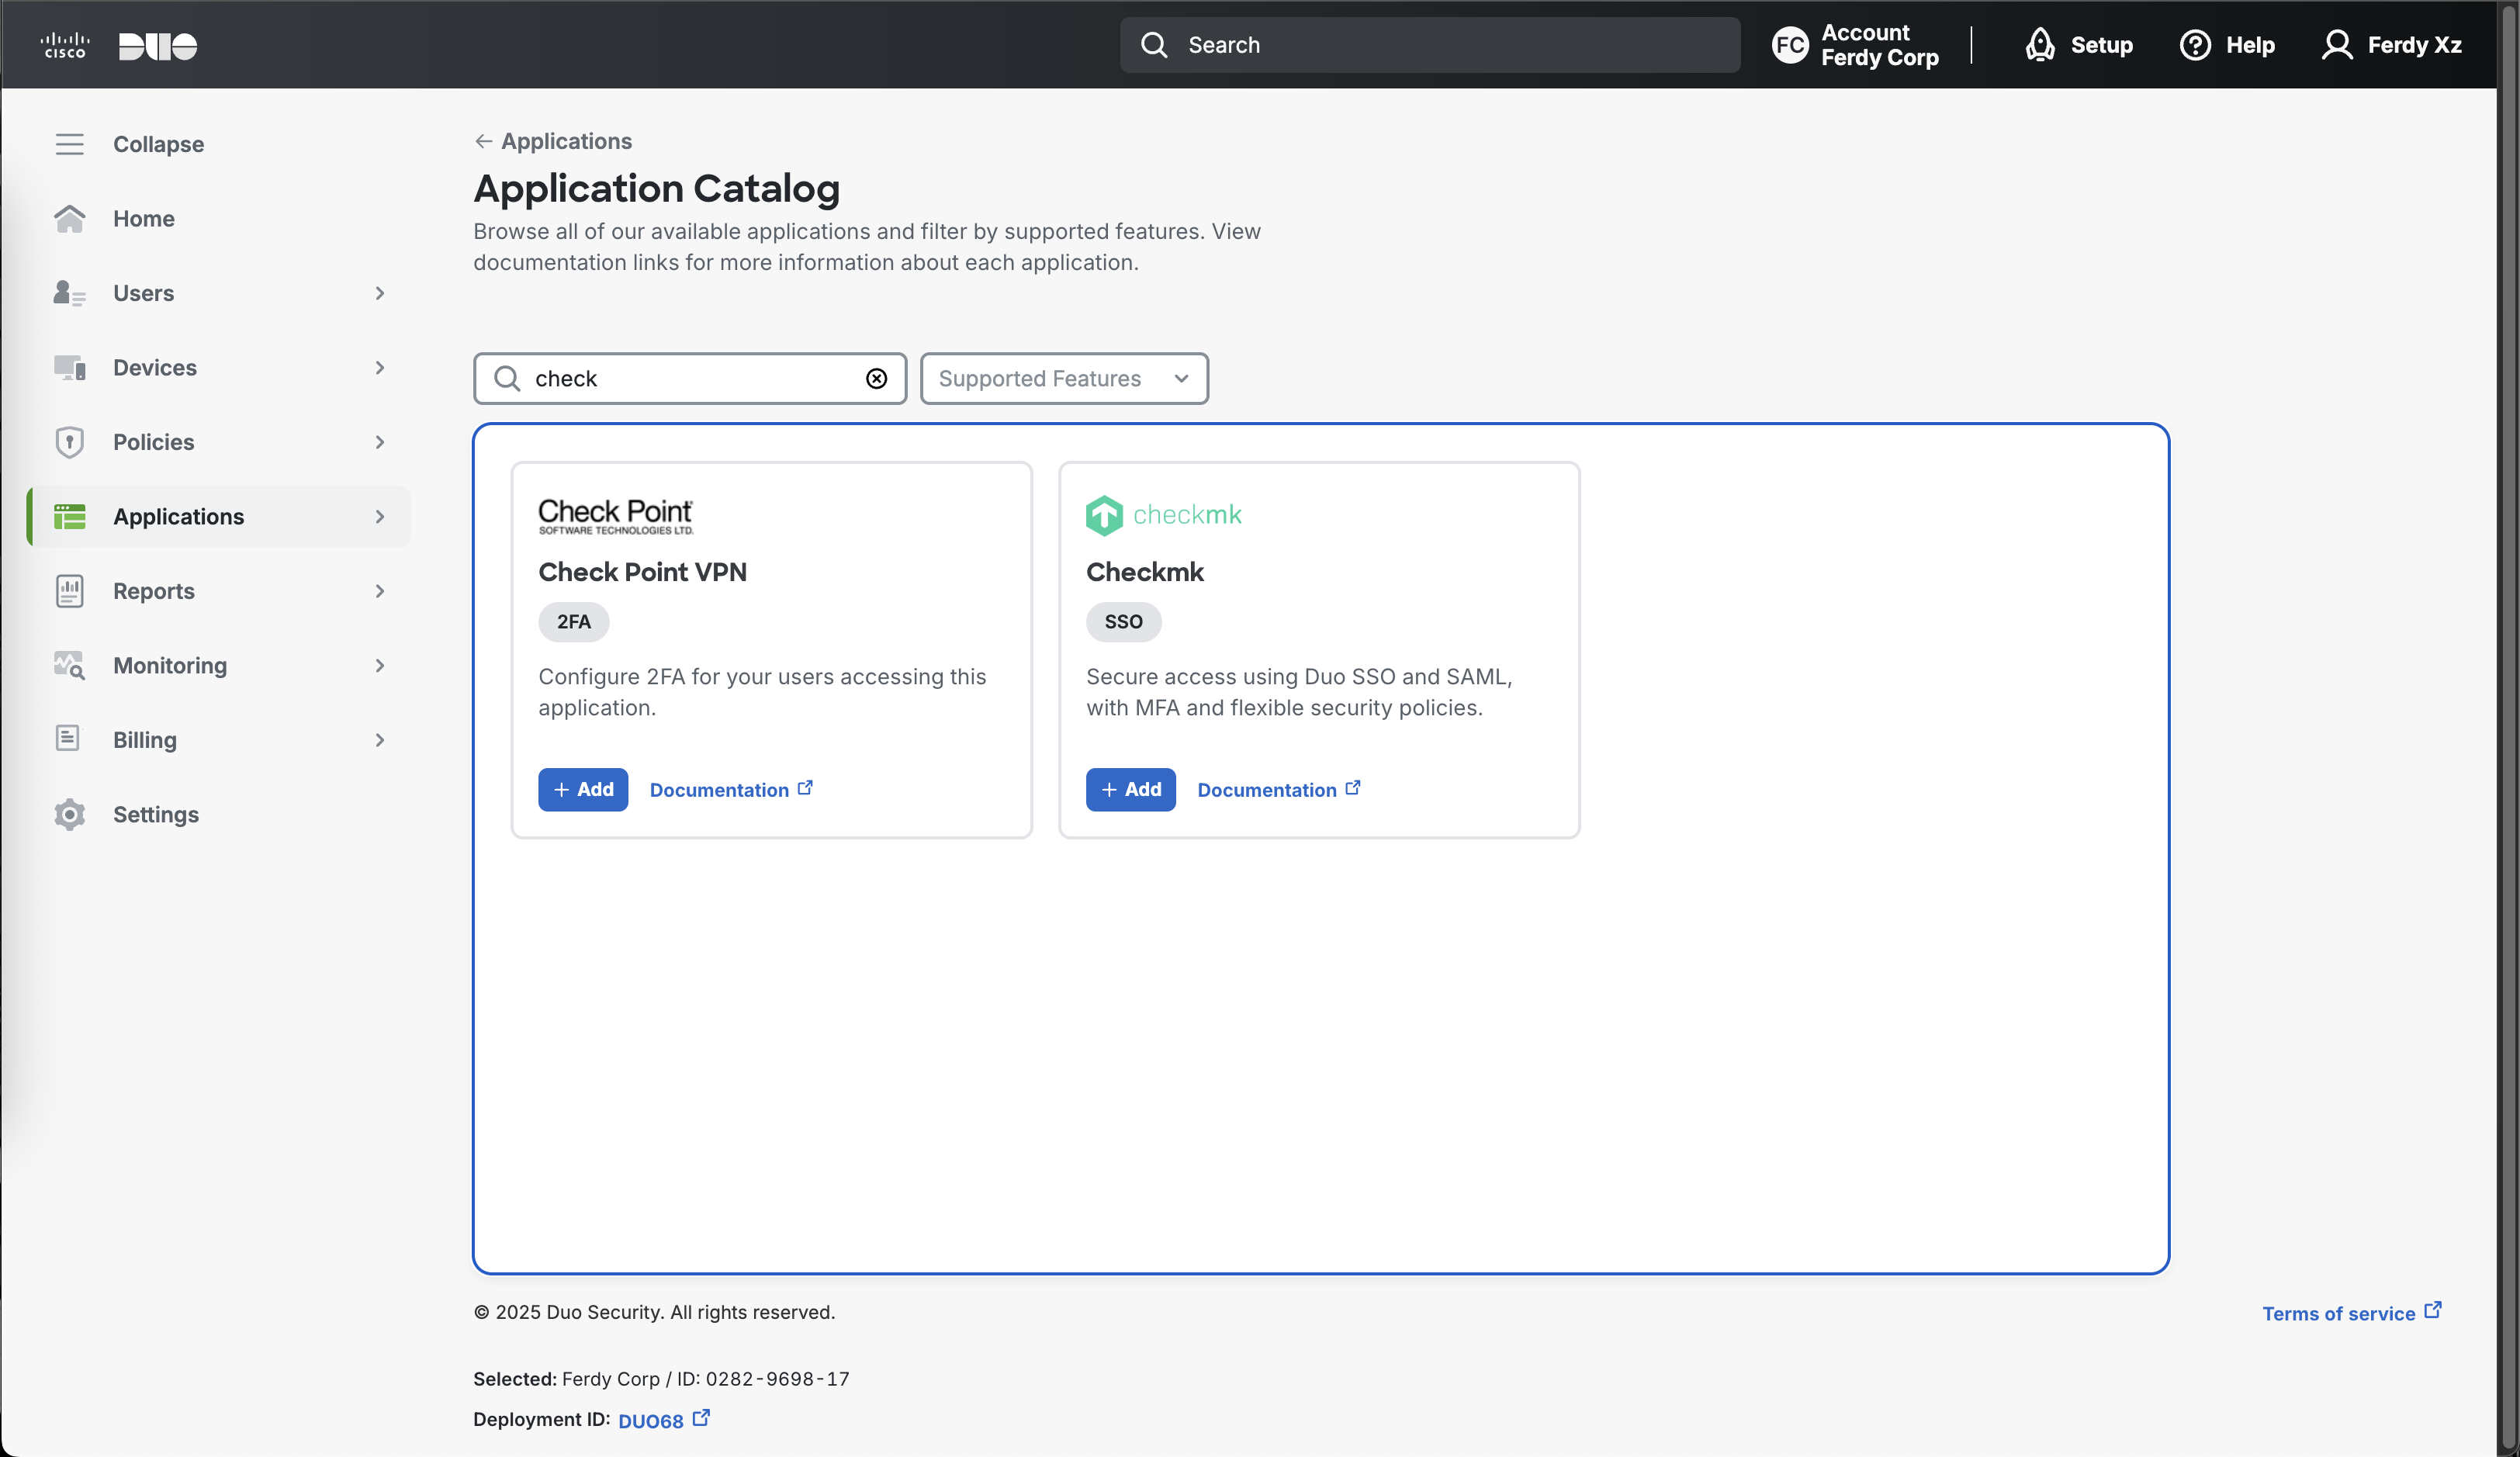 CISCO DUO
Search
FC
Account
Ferdy Corp
Setup
Help
Ferdy Xz
Collapse
Home
Users
Devices
Policies
Applications
Reports
Monitoring
Billing
Settings
← Applications
Application Catalog
Browse all of our available applications and filter by supported features. View
documentation links for more information about each application.
check
Supported Features
Check Point
SOFTWARE TECHNOLOGIES LTD.
Check Point VPN
2FA
Configure 2FA for your users accessing this
application.
+ Add
Documentation
checkmk
Checkmk
SSO
Secure access using Duo SSO and SAML,
with MFA and flexible security policies.
+ Add
Documentation
© 2025 Duo Security. All rights reserved.
Terms of service
Selected: Ferdy Corp / ID: 0282-9698-17
Deployment ID: DUO68